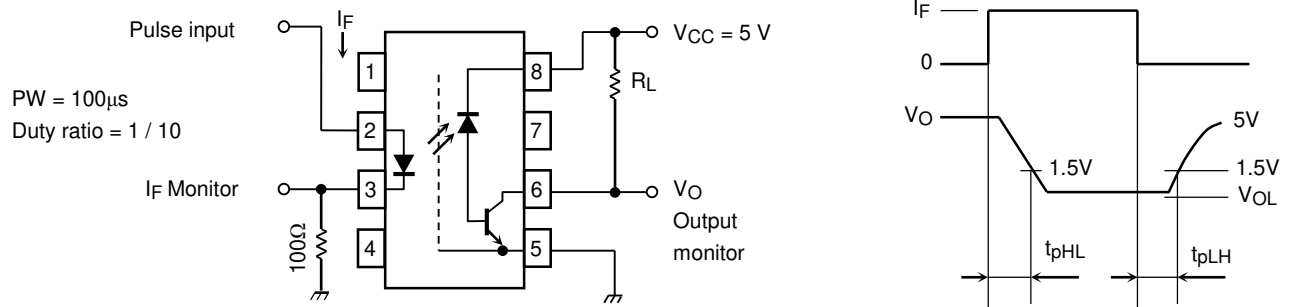 Pulse input
IF
VCC = 5 V
1
8
RL
PW = 100μs
Duty ratio = 1 / 10
2
7
IF Monitor
3
6
VO
Output
monitor
100Ω
4
5
IF
0
VO
5V
1.5V
1.5V
VOL
tpHL
tpLH